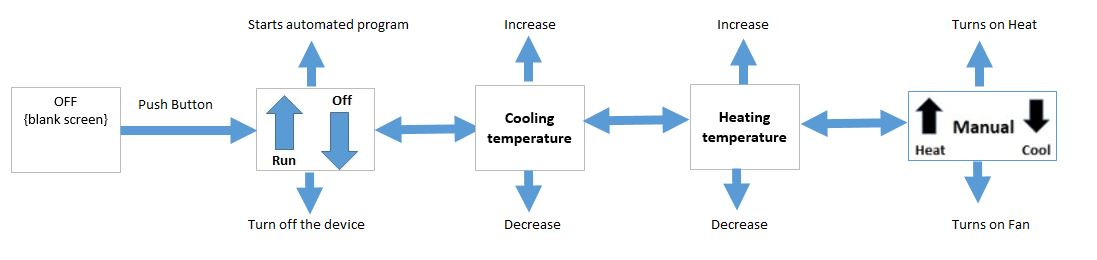 Starts automated program
Increase
Increase
Turns on Heat
OFF
{blank screen}
Push Button
Off
Run
Cooling
temperature
Heating
temperature
Manual
Heat
Cool
Turn off the device
Decrease
Decrease
Turns on Fan